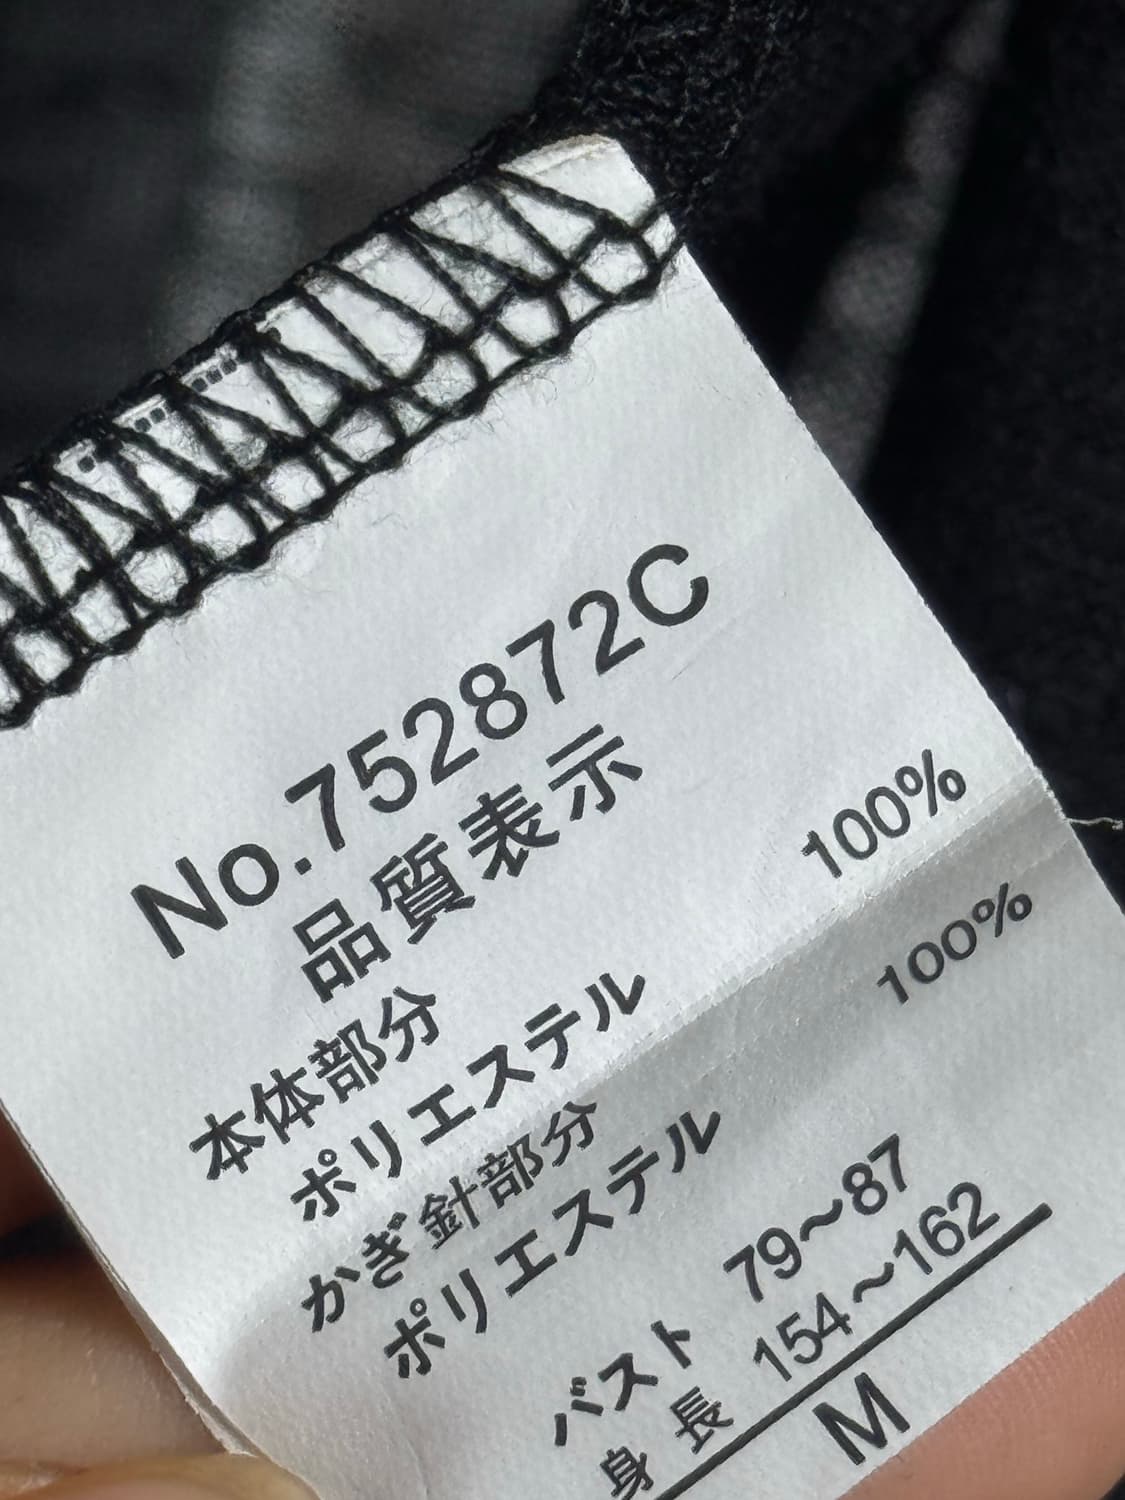 No.752872C
品質表示
本体部分
ポリエステル 100%
かぎ針部分
ポリエステル 100%
バスト 79～87
身長 154～162
M